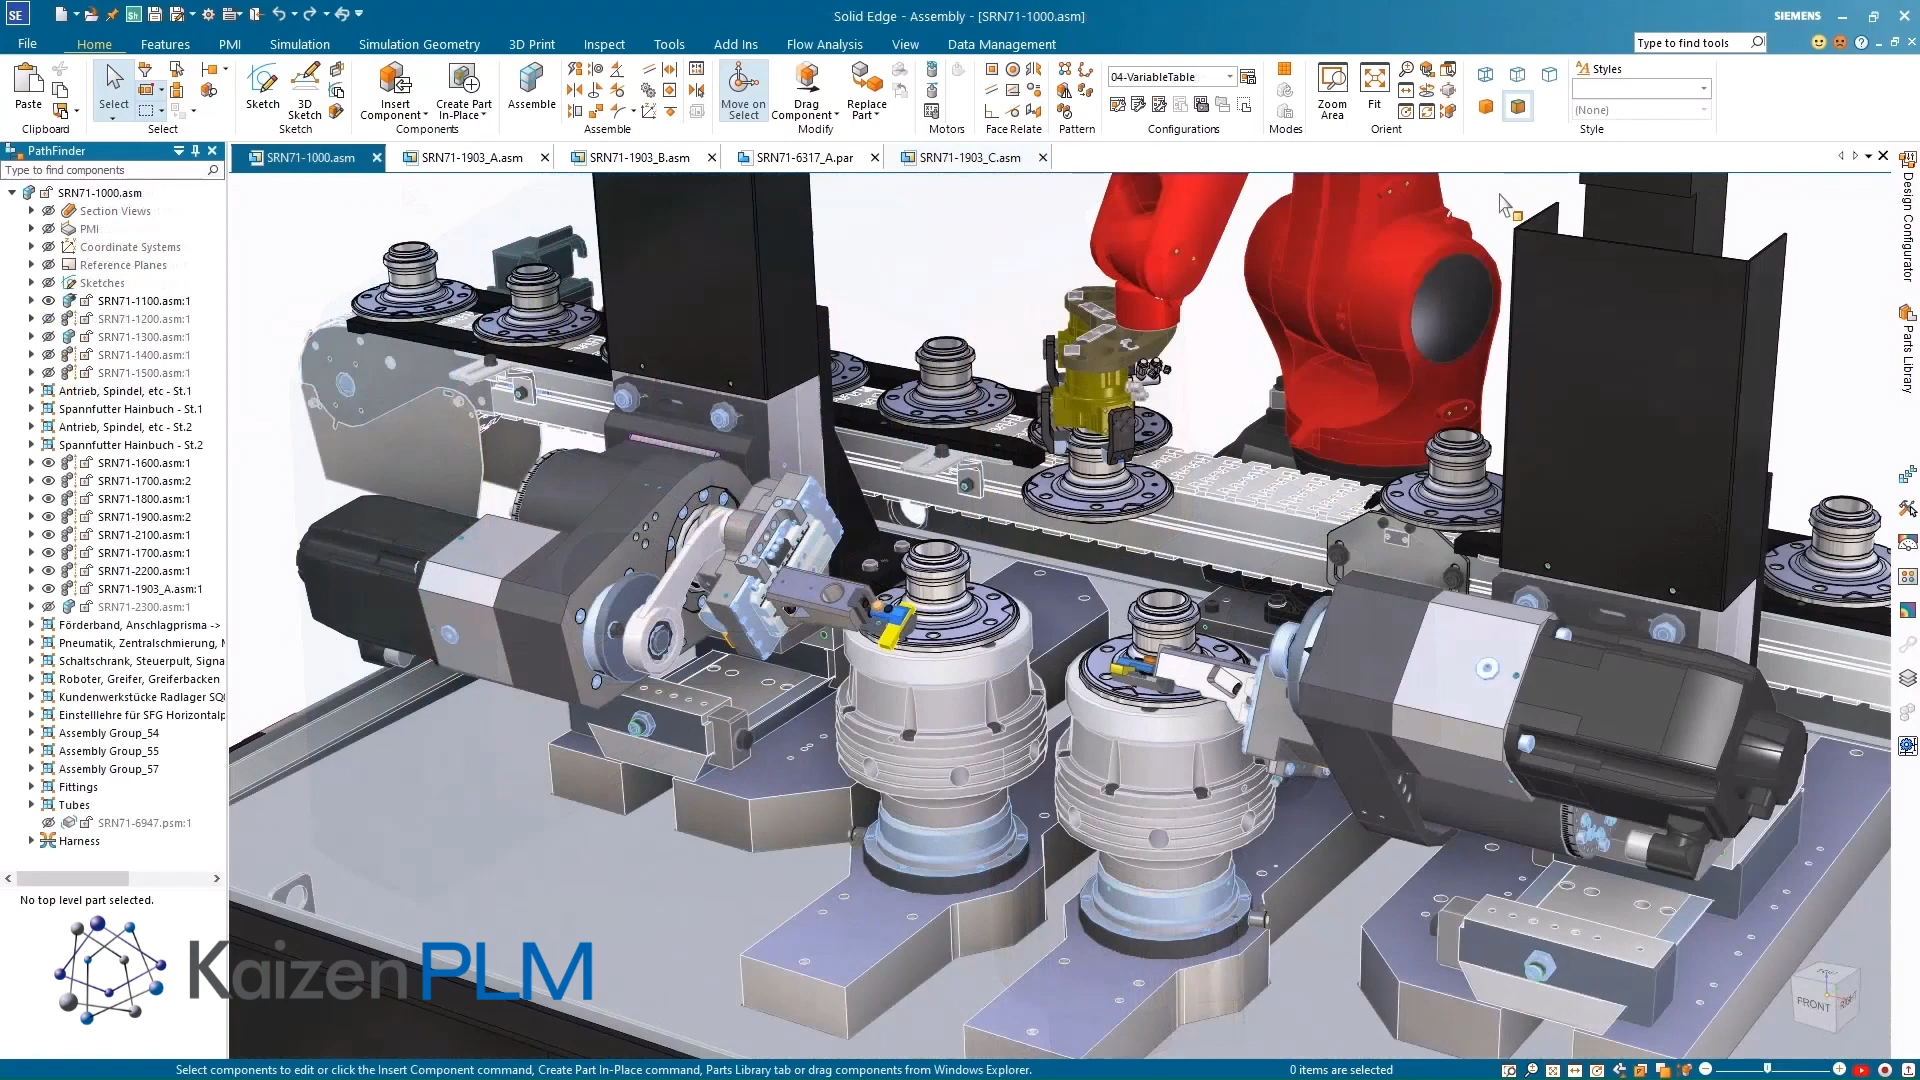 SE
Sh
Solid Edge - Assembly - [SRN71-1000.asm]
SIEMENS
File
Home
Features
PMI
Simulation
Simulation Geometry
3D Print
Inspect
Tools
Add Ins
Flow Analysis
View
Data Management
Type to find tools
Paste
Clipboard
Select
Select
Sketch
3D
Sketch
Sketch
Insert
Component
Create Part
In-Place
Components
Assemble
Assemble
Move on
Select
Drag
Component
Replace
Part
Modify
Motors
Face Relate
Pattern
04-VariableTable
Configurations
Modes
Zoom
Area
Fit
Orient
Styles
(None)
Style
PathFinder
Type to find components
SRN71-1000.asm
SRN71-1903_A.asm
SRN71-1903_B.asm
SRN71-6317_A.par
SRN71-1903_C.asm
SRN71-1000.asm
Section Views
PMI
Coordinate Systems
Reference Planes
Sketches
SRN71-1100.asm:1
SRN71-1200.asm:1
SRN71-1300.asm:1
SRN71-1400.asm:1
SRN71-1500.asm:1
Antrieb, Spindel, etc - St.1
Spannfutter Hainbuch - St.1
Antrieb, Spindel, etc - St.2
Spannfutter Hainbuch - St.2
SRN71-1600.asm:1
SRN71-1700.asm:2
SRN71-1800.asm:1
SRN71-1900.asm:2
SRN71-2100.asm:1
SRN71-1700.asm:1
SRN71-2200.asm:1
SRN71-1903_A.asm:1
SRN71-2300.asm:1
Förderband, Anschlagprisma ->
Pneumatik, Zentralschmierung,
Schaltschrank, Steuerpult, Signa
Roboter, Greifer, Greiferbacken
Kundenwerkstücke Radlager SQ
Einstelllehre für SFG Horizontalp
Assembly Group_54
Assembly Group_55
Assembly Group_57
Fittings
Tubes
SRN71-6947.psm:1
Harness
No top level part selected.
KaizenPLM
Design Configurator
Parts Library
FRONT
RIGHT
Select components to edit or click the Insert Component command, Create Part In-Place command, Parts Library tab or drag components from Windows Explorer.
0 items are selected